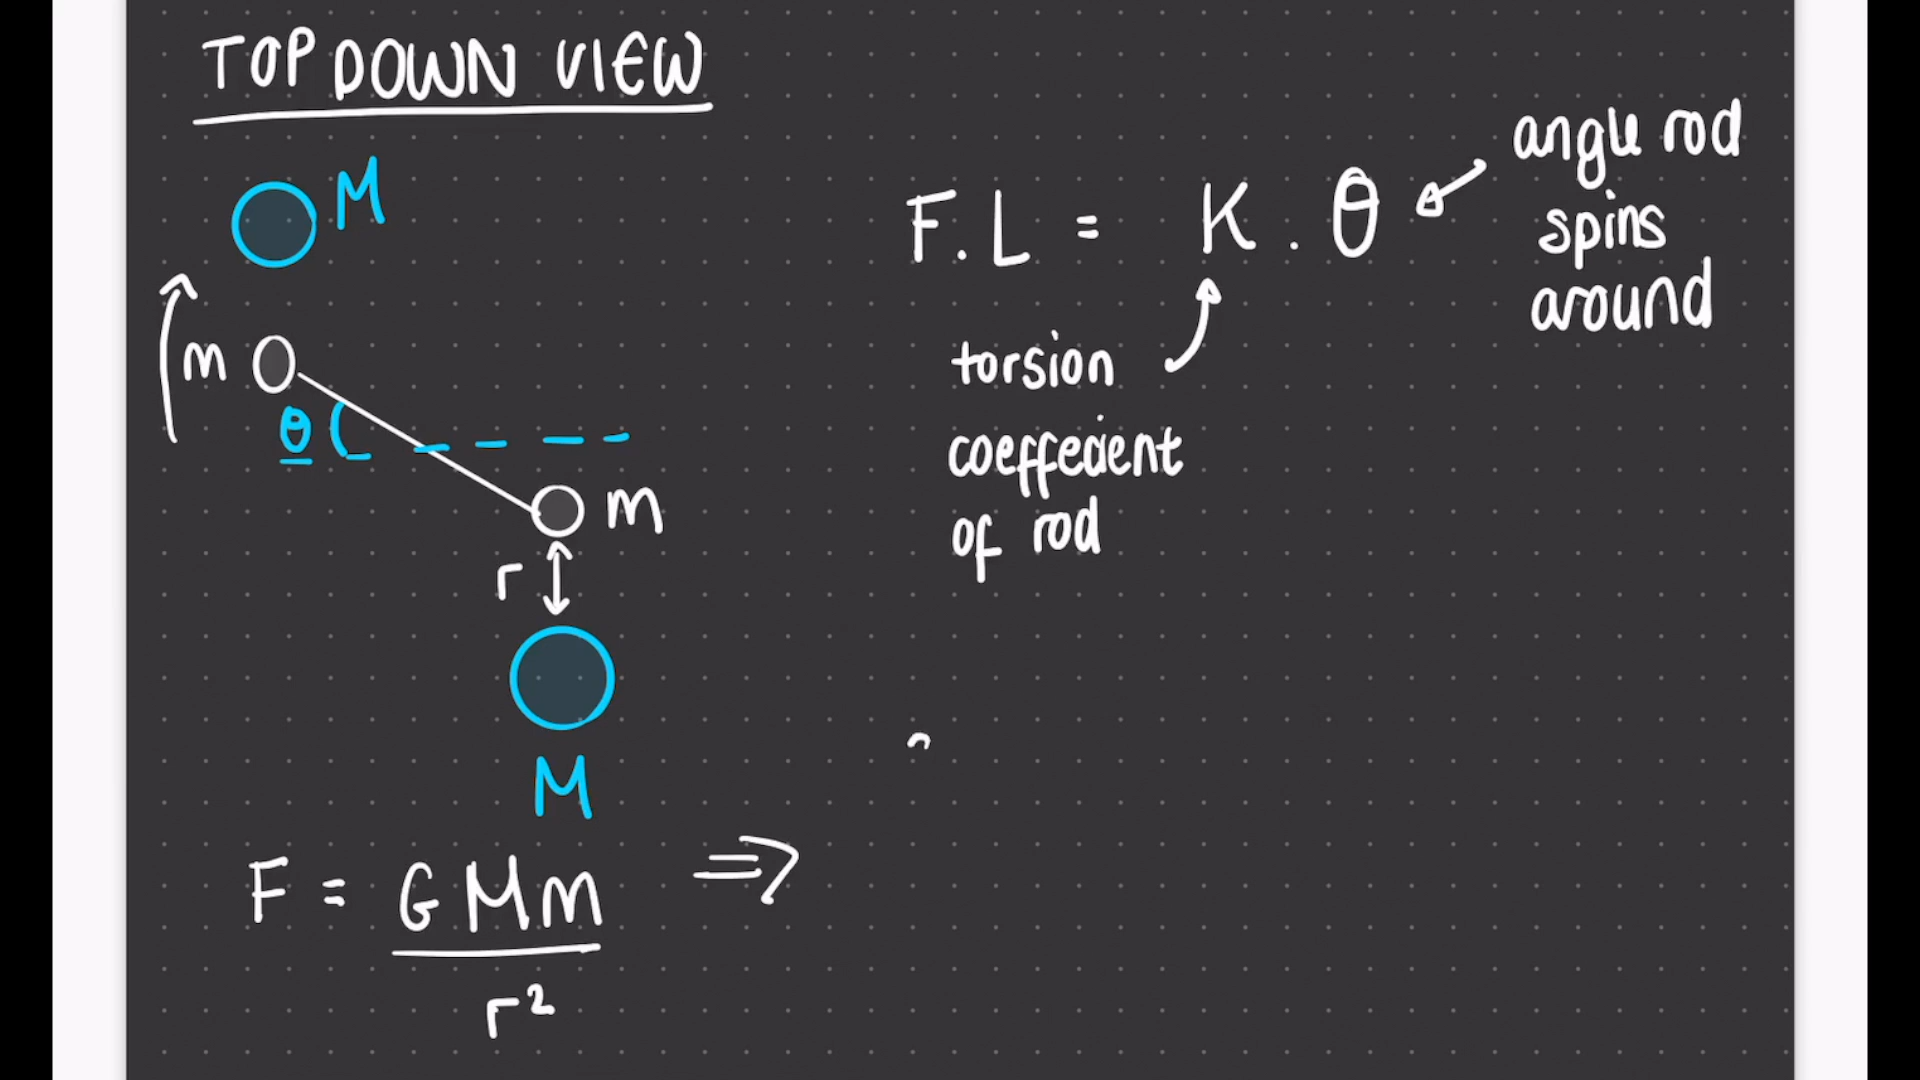 TOP DOWN VIEW
M
m
θ
m
r
M
F = GMm
r²
⇒
F.L = K . θ
angle rod
spins
around
torsion
coeffecient
of rod